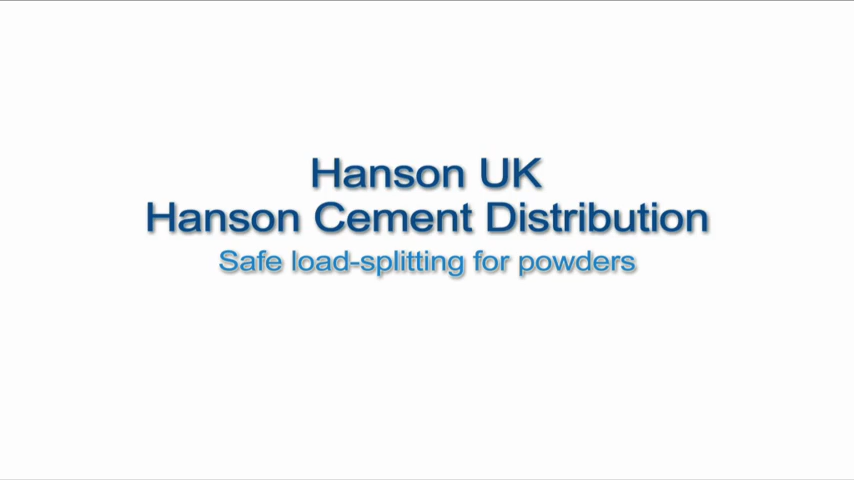 Hanson UK
Hanson Cement Distribution
Safe load-splitting for powders